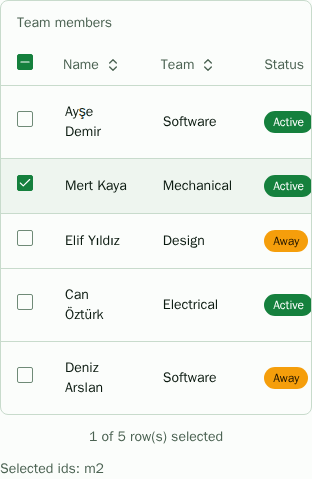 Team members
Name Team Status
Ayşe
Demir Software Active
Mert Kaya Mechanical Active
Elif Yıldız Design Away
Can
Öztürk Electrical Active
Deniz
Arslan Software Away
1 of 5 row(s) selected
Selected ids: m2